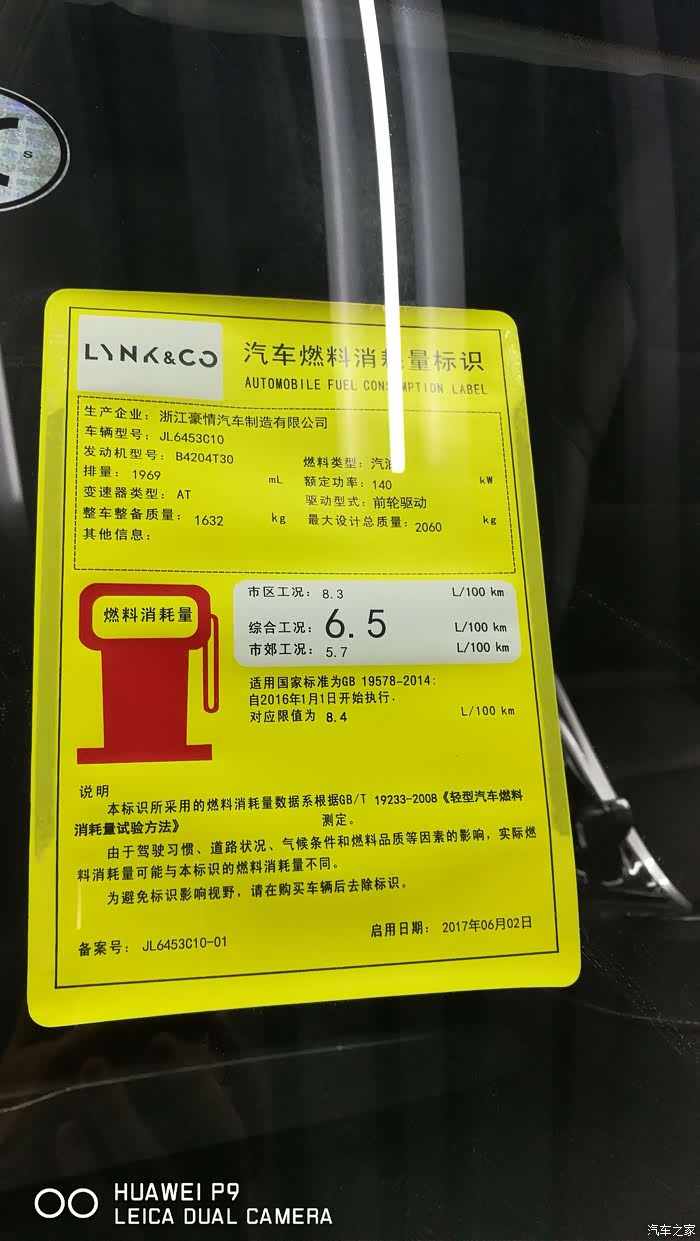 S
LYNK&CO
汽车燃料消耗量标识
AUTOMOBILE FUEL CONSUMPTION LABEL
生产企业：浙江豪情汽车制造有限公司
车辆型号：JL6453C10
发动机型号：B4204T30 燃料类型：汽油
排量：1969 mL 额定功率：140 kW
变速器类型：AT 驱动型式：前轮驱动
整车整备质量：1632 kg 最大设计总质量：2060 kg
其他信息：
燃料消耗量
市区工况：8.3 L/100 km
综合工况：6.5 L/100 km
市郊工况：5.7 L/100 km
适用国家标准为GB 19578-2014:
自2016年1月1日开始执行.
对应限值为 8.4 L/100 km
说明
本标识所采用的燃料消耗量数据系根据GB/T 19233-2008《轻型汽车燃料
消耗量试验方法》 测定。
由于驾驶习惯、道路状况、气候条件和燃料品质等因素的影响，实际燃
料消耗量可能与本标识的燃料消耗量不同。
为避免标识影响视野，请在购买车辆后去除标识。
备案号：JL6453C10-01 启用日期：2017年06月02日
HUAWEI P9
LEICA DUAL CAMERA
汽车之家